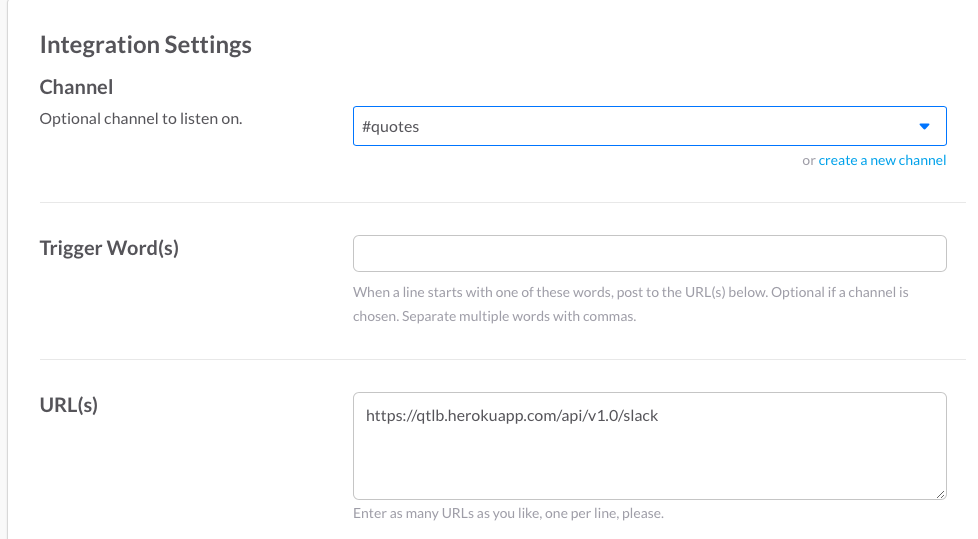 Integration Settings
Channel
Optional channel to listen on.
#quotes
or create a new channel
Trigger Word(s)
When a line starts with one of these words, post to the URL(s) below. Optional if a channel is
chosen. Separate multiple words with commas.
URL(s)
https://qtlb.herokuapp.com/api/v1.0/slack
Enter as many URLs as you like, one per line, please.